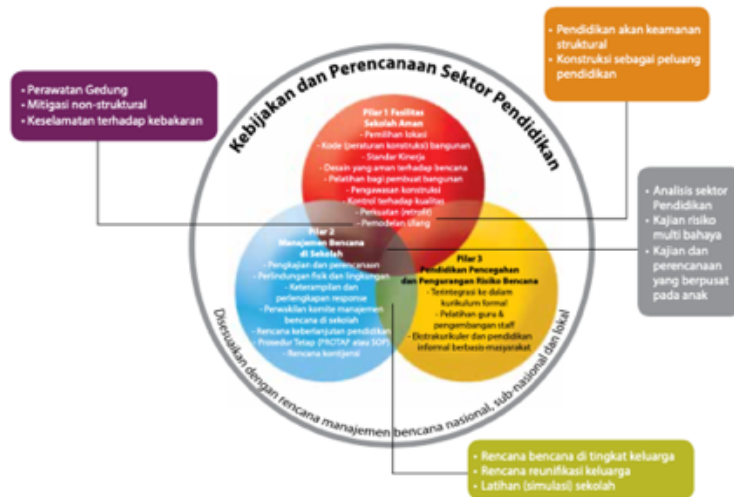 Kebijakan dan Perencanaan Sektor Pendidikan
• Pendidikan akan keamanan
struktural
• Konstruksi sebagai peluang
pendidikan
• Perawatan Gedung
• Mitigasi non-struktural
• Keselamatan terhadap kebakaran
Pilar 1 Fasilitas
Sekolah Aman
- Pemilihan lokasi
- Kode (peraturan konstruksi) bangunan
- Standar Kinerja
- Desain yang aman terhadap bencana
- Pelatihan bagi pembuat bangunan
- Pengawasan konstruksi
- Kontrol terhadap kualitas
- Perkuatan (retrofit)
- Pemodelan Ulang
• Analisis sektor
Pendidikan
• Kajian risiko
multi bahaya
• Kajian dan
perencanaan
yang berpusat
pada anak
Pilar 2
Manajemen Bencana
di Sekolah
- Pengkajian dan perencanaan
- Perlindungan fisik dan lingkungan
- Keterampilan dan
perlengkapan response
- Perwakilan komite manajemen
bencana di sekolah
- Rencana keberlanjutan pendidikan
- Prosedur Tetap (PROTAP atau SOP)
- Rencana kontijensi
Pilar 3
Pendidikan Pencegahan
dan Pengurangan Risiko Bencana
- Terintegrasi ke dalam
kurikulum formal
- Pelatihan guru &
pengembangan staff
- Ekstrakurikuler dan pendidikan
informal berbasis masyarakat
Disesuaikan dengan rencana manajemen bencana nasional, sub-nasional dan lokal
• Rencana bencana di tingkat keluarga
• Rencana reunifikasi keluarga
• Latihan (simulasi) sekolah